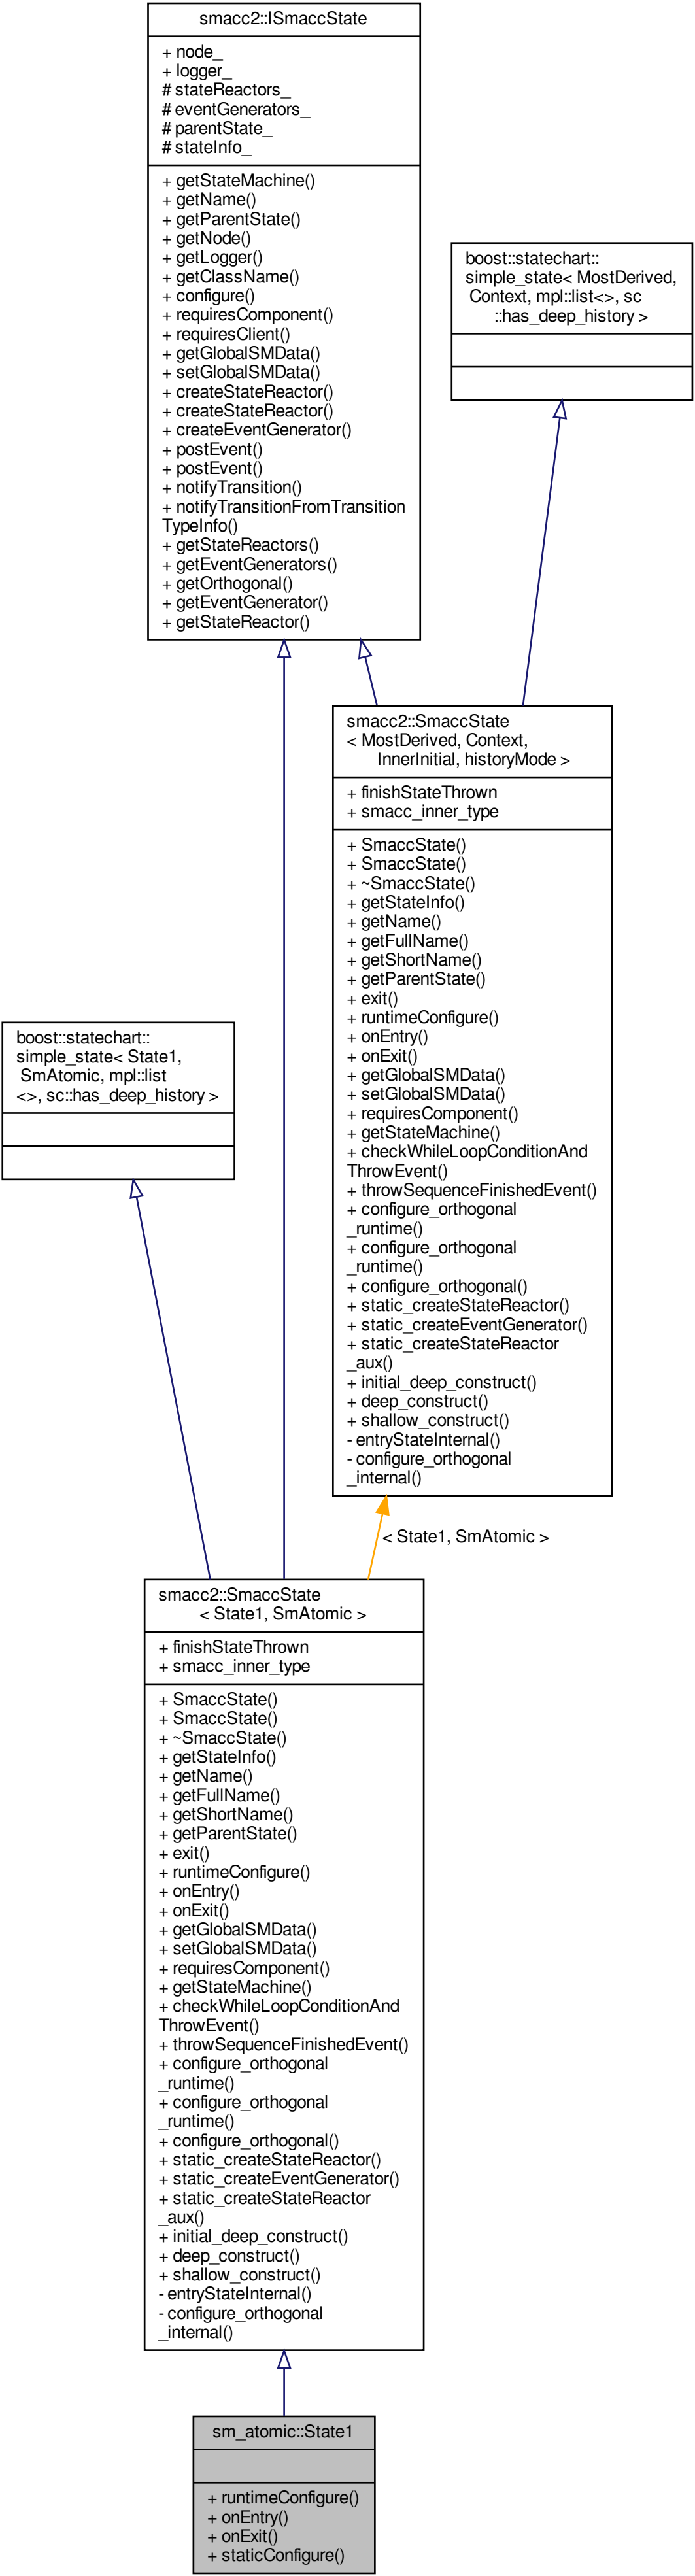 smacc2::ISmaccState
+ node_
+ logger_
# stateReactors_
# eventGenerators_
# parentState_
# stateInfo_
+ getStateMachine()
+ getName()
+ getParentState()
+ getNode()
+ getLogger()
+ getClassName()
+ configure()
+ requiresComponent()
+ requiresClient()
+ getGlobalSMData()
+ setGlobalSMData()
+ createStateReactor()
+ createStateReactor()
+ createEventGenerator()
+ postEvent()
+ postEvent()
+ notifyTransition()
+ notifyTransitionFromTransition
TypeInfo()
+ getStateReactors()
+ getEventGenerators()
+ getOrthogonal()
+ getEventGenerator()
+ getStateReactor()
boost::statechart::
simple_state< MostDerived,
Context, mpl::list<>, sc
::has_deep_history >
smacc2::SmaccState
< MostDerived, Context,
InnerInitial, historyMode >
+ finishStateThrown
+ smacc_inner_type
+ SmaccState()
+ SmaccState()
+ ~SmaccState()
+ getStateInfo()
+ getName()
+ getFullName()
+ getShortName()
+ getParentState()
+ exit()
+ runtimeConfigure()
+ onEntry()
+ onExit()
+ getGlobalSMData()
+ setGlobalSMData()
+ requiresComponent()
+ getStateMachine()
+ checkWhileLoopConditionAnd
ThrowEvent()
+ throwSequenceFinishedEvent()
+ configure_orthogonal
_runtime()
+ configure_orthogonal
_runtime()
+ configure_orthogonal()
+ static_createStateReactor()
+ static_createEventGenerator()
+ static_createStateReactor
_aux()
+ initial_deep_construct()
+ deep_construct()
+ shallow_construct()
- entryStateInternal()
- configure_orthogonal
_internal()
boost::statechart::
simple_state< State1,
SmAtomic, mpl::list
<>, sc::has_deep_history >
< State1, SmAtomic >
smacc2::SmaccState
< State1, SmAtomic >
+ finishStateThrown
+ smacc_inner_type
+ SmaccState()
+ SmaccState()
+ ~SmaccState()
+ getStateInfo()
+ getName()
+ getFullName()
+ getShortName()
+ getParentState()
+ exit()
+ runtimeConfigure()
+ onEntry()
+ onExit()
+ getGlobalSMData()
+ setGlobalSMData()
+ requiresComponent()
+ getStateMachine()
+ checkWhileLoopConditionAnd
ThrowEvent()
+ throwSequenceFinishedEvent()
+ configure_orthogonal
_runtime()
+ configure_orthogonal
_runtime()
+ configure_orthogonal()
+ static_createStateReactor()
+ static_createEventGenerator()
+ static_createStateReactor
_aux()
+ initial_deep_construct()
+ deep_construct()
+ shallow_construct()
- entryStateInternal()
- configure_orthogonal
_internal()
sm_atomic::State1
+ runtimeConfigure()
+ onEntry()
+ onExit()
+ staticConfigure()